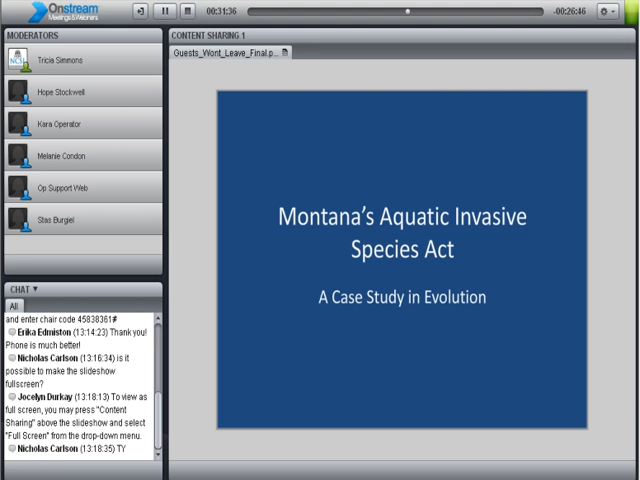 Onstream
Meetings & Webinars
00:31:36
-00:26:46
MODERATORS
Tricia Simmons
Hope Stockwell
Kara Operator
Melanie Condon
Op Support Web
Stas Burgiel
CHAT
All
and enter chair code 45838361#
Erika Edmiston (13:14:23) Thank you!
Phone is much better!
Nicholas Carlson (13:16:34) is it
possible to make the slideshow
fullscreen?
Jocelyn Durkay (13:18:13) To view as
full screen, you may press "Content
Sharing" above the slideshow and select
"Full Screen" from the drop-down menu.
Nicholas Carlson (13:18:35) TY
CONTENT SHARING 1
Guests_Wont_Leave_Final.p...
Montana's Aquatic Invasive
Species Act
A Case Study in Evolution